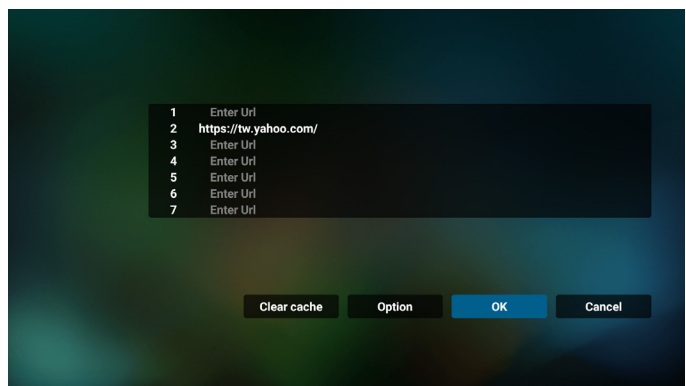 1 Enter Url
2 https://tw.yahoo.com/
3 Enter Url
4 Enter Url
5 Enter Url
6 Enter Url
7 Enter Url
Clear cache Option OK Cancel